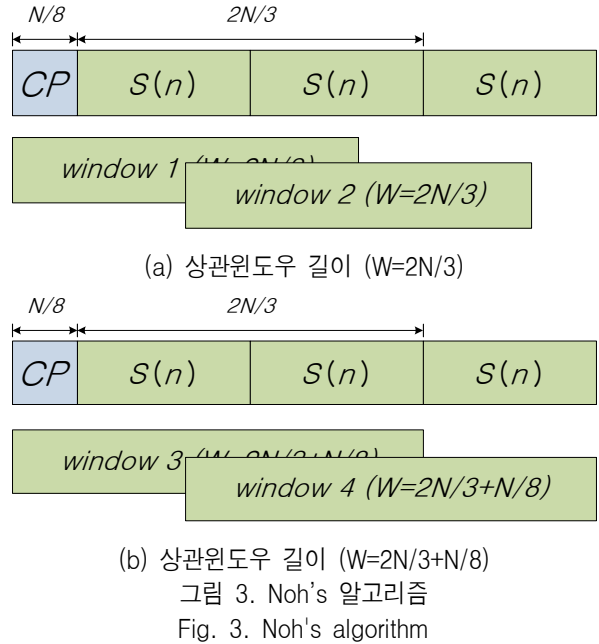 N/8 2N/3
CP S(n) S(n) S(n)
window 1
window 2 (W=2N/3)
(a) 상관윈도우 길이 (W=2N/3)
N/8 2N/3
CP S(n) S(n) S(n)
window 3
window 4 (W=2N/3+N/8)
(b) 상관윈도우 길이 (W=2N/3+N/8)
그림 3. Noh's 알고리즘
Fig. 3. Noh's algorithm